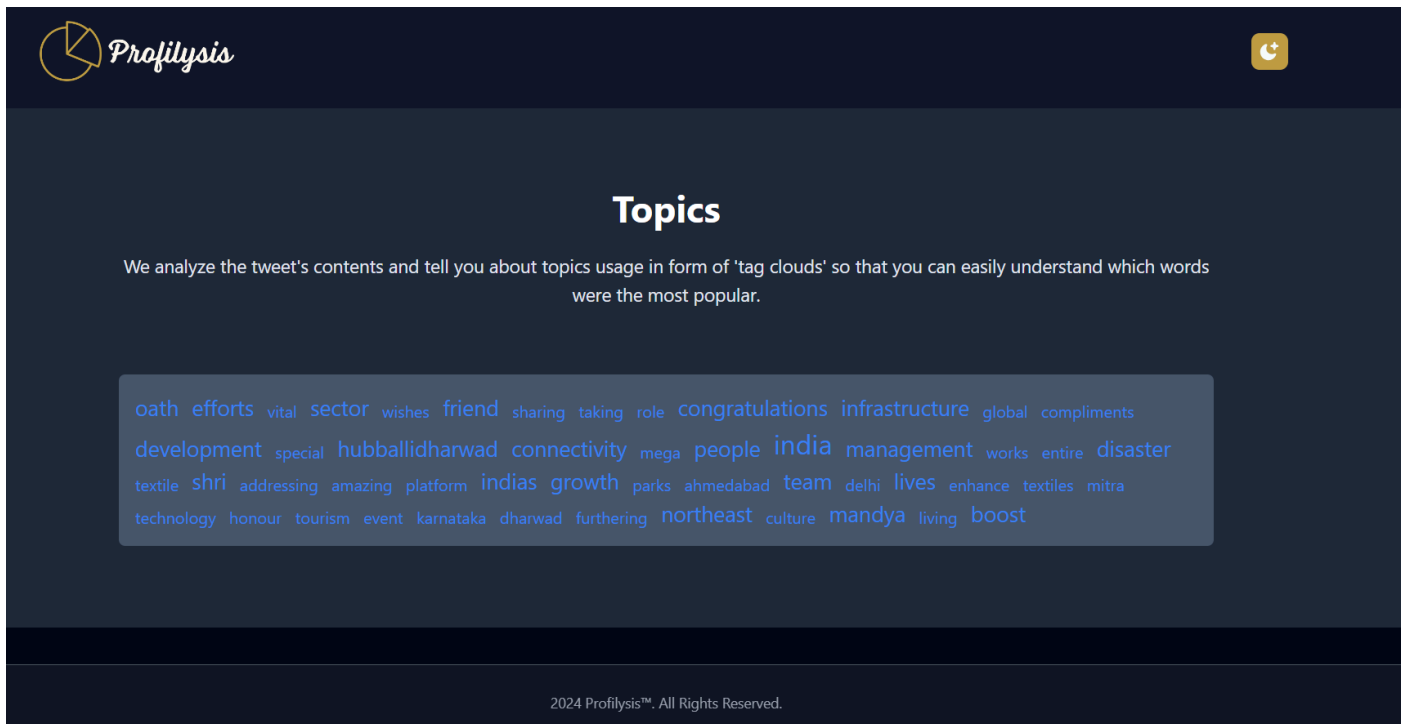 Profilysis
Topics
We analyze the tweet's contents and tell you about topics usage in form of 'tag clouds' so that you can easily understand which words
were the most popular.
oath efforts vital sector wishes friend sharing taking role congratulations infrastructure global compliments
development special hubballidharwad connectivity mega people india management works entire disaster
textile shri addressing amazing platform indias growth parks ahmedabad team delhi lives enhance textiles mitra
technology honour tourism event karnataka dharwad furthering northeast culture mandya living boost
2024 Profilysis™. All Rights Reserved.